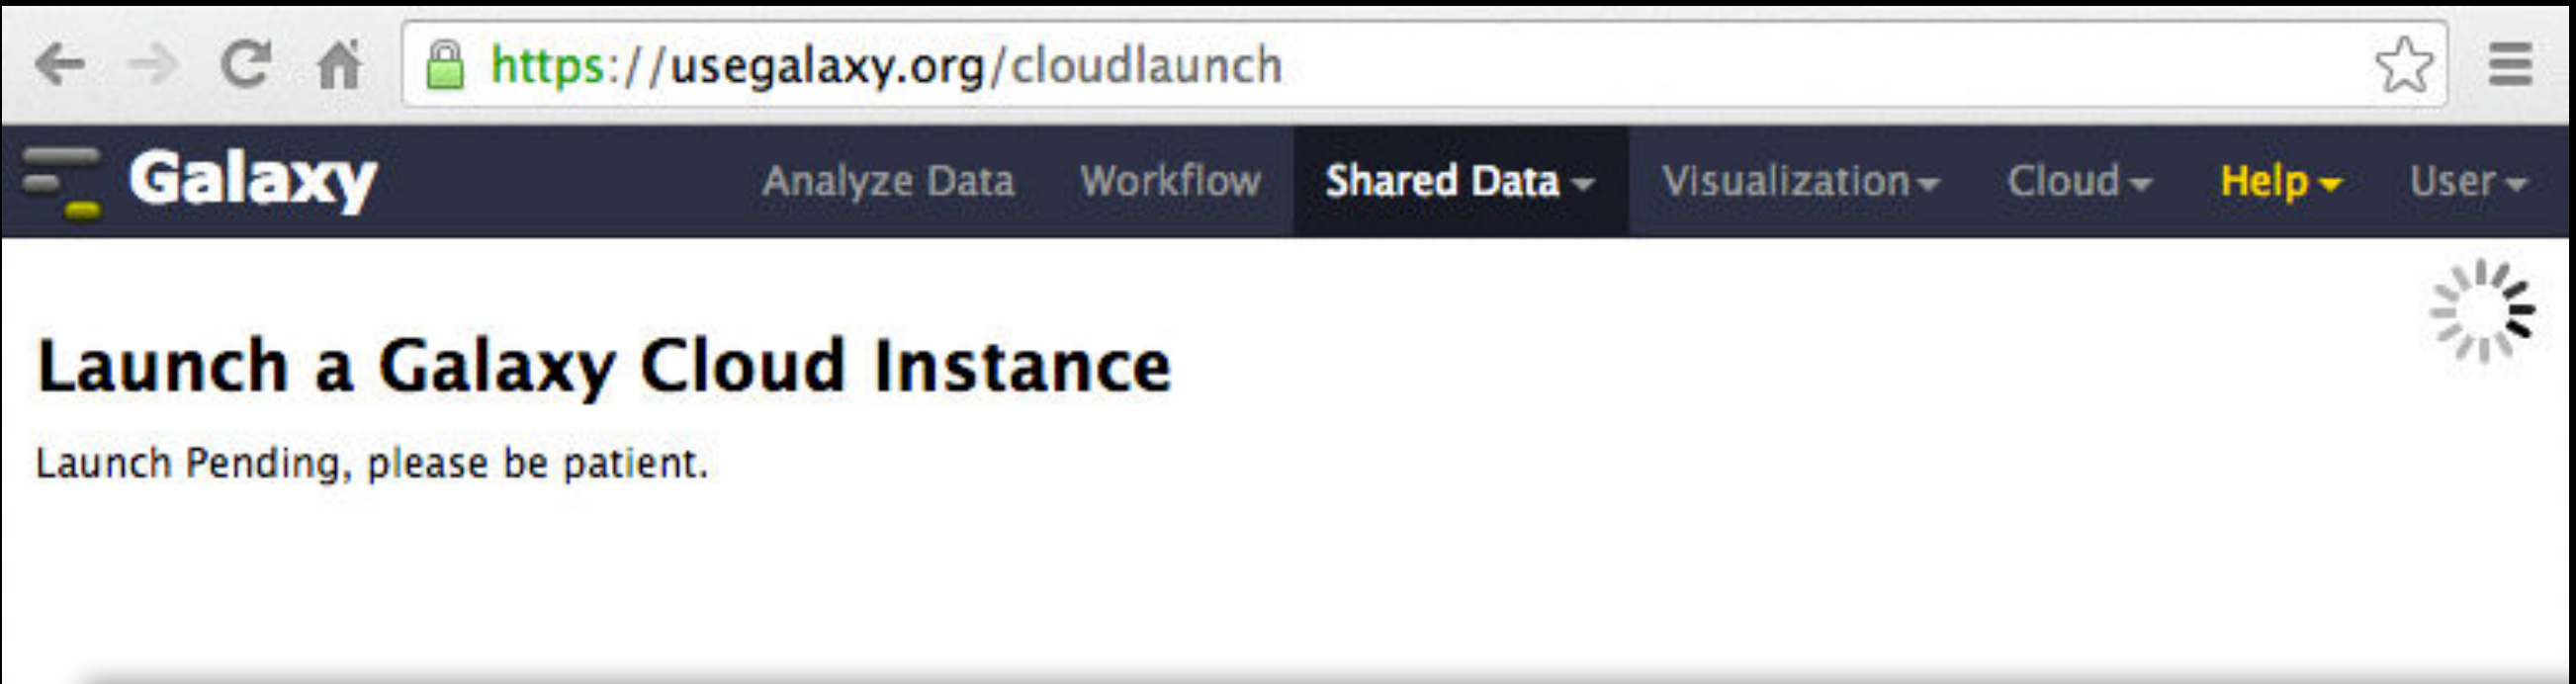 https://usegalaxy.org/cloudlaunch
Galaxy Analyze Data Workflow Shared Data Visualization Cloud Help User
Launch a Galaxy Cloud Instance
Launch Pending, please be patient.